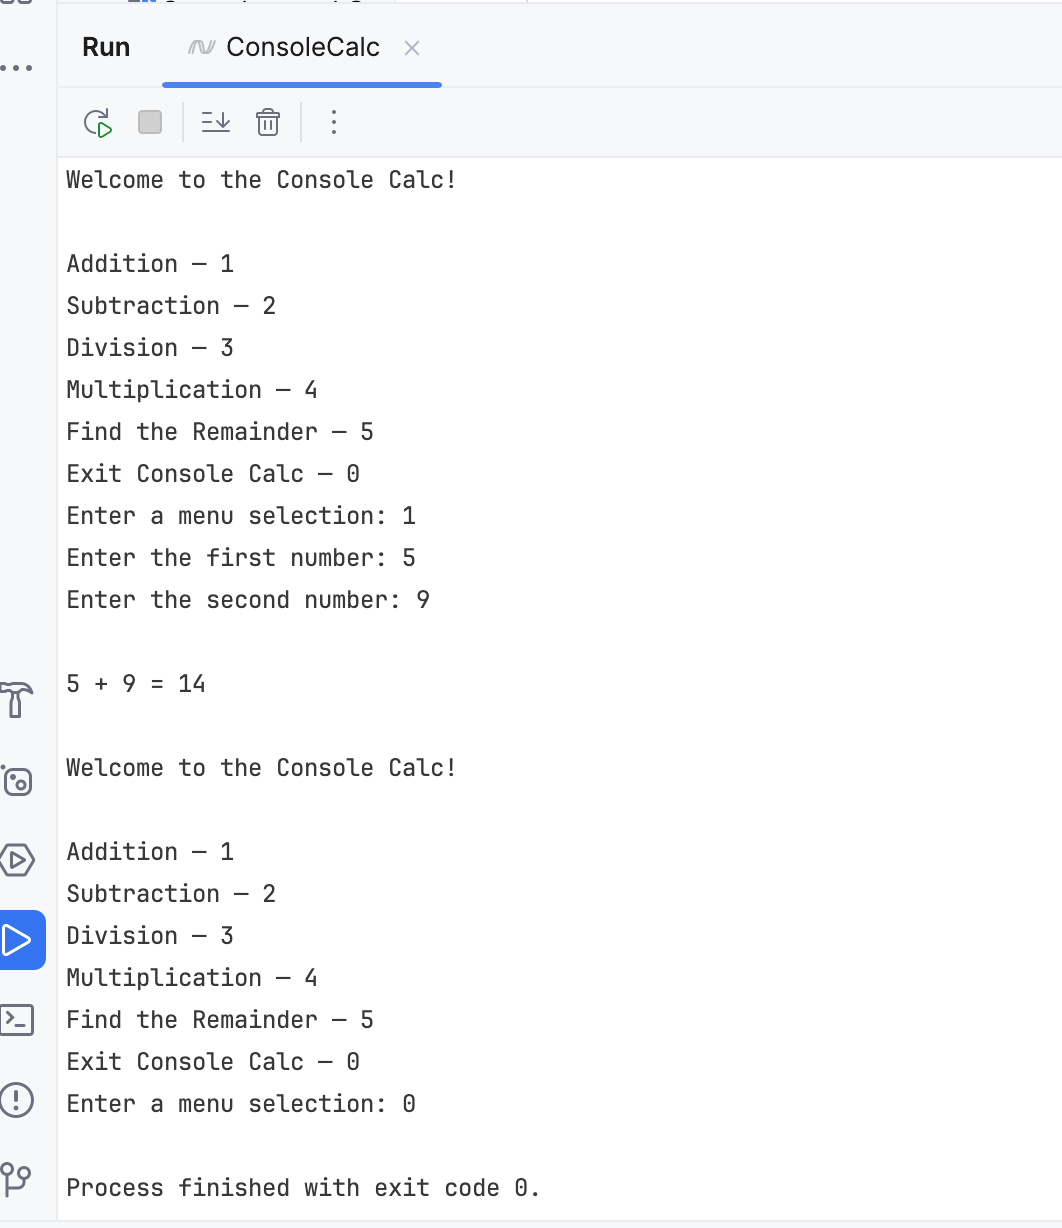 Run
ConsoleCalc
Welcome to the Console Calc!
Addition – 1
Subtraction – 2
Division – 3
Multiplication – 4
Find the Remainder – 5
Exit Console Calc – 0
Enter a menu selection: 1
Enter the first number: 5
Enter the second number: 9
5 + 9 = 14
Welcome to the Console Calc!
Addition – 1
Subtraction – 2
Division – 3
Multiplication – 4
Find the Remainder – 5
Exit Console Calc – 0
Enter a menu selection: 0
Process finished with exit code 0.